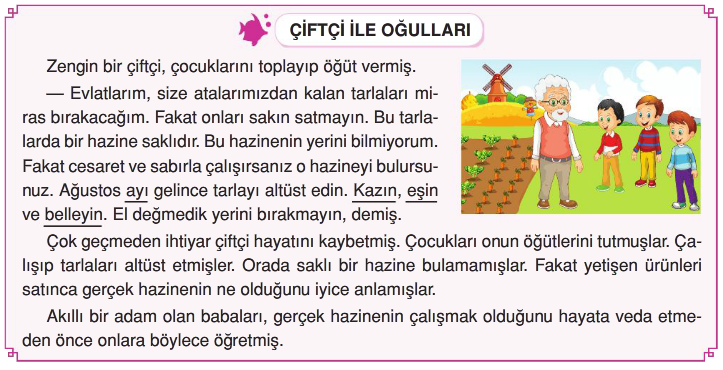 ÇİFTÇİ İLE OĞULLARI
Zengin bir çiftçi, çocuklarını toplayıp öğüt vermiş.
— Evlatlarım, size atalarımızdan kalan tarlaları mi-
ras bırakacağım. Fakat onları sakın satmayın. Bu tarla-
larda bir hazine saklıdır. Bu hazinenin yerini bilmyorum.
Fakat cesaret ve sabırla çalışırsanız o hazineyi bulursu-
nuz. Ağustos ayı gelince tarlayı altüst edin. Kazın, eşin
ve belleyin. El değmedik yerini bırakmayın, demiş.
Çok geçmeden ihtiyar çiftçi hayatını kaybetmiş. Çocukları onun öğütlerini tutmuşlar. Ça-
lışıp tarlaları altüst etmişler. Orada saklı bir hazine bulamamışlar. Fakat yetişen ürünleri
satınca gerçek hazinenin ne olduğunu iyice anlamışlar.
Akıllı bir adam olan babaları, gerçek hazinenin çalışmak olduğunu hayata veda etme-
den önce onlara böylece öğretmiş.